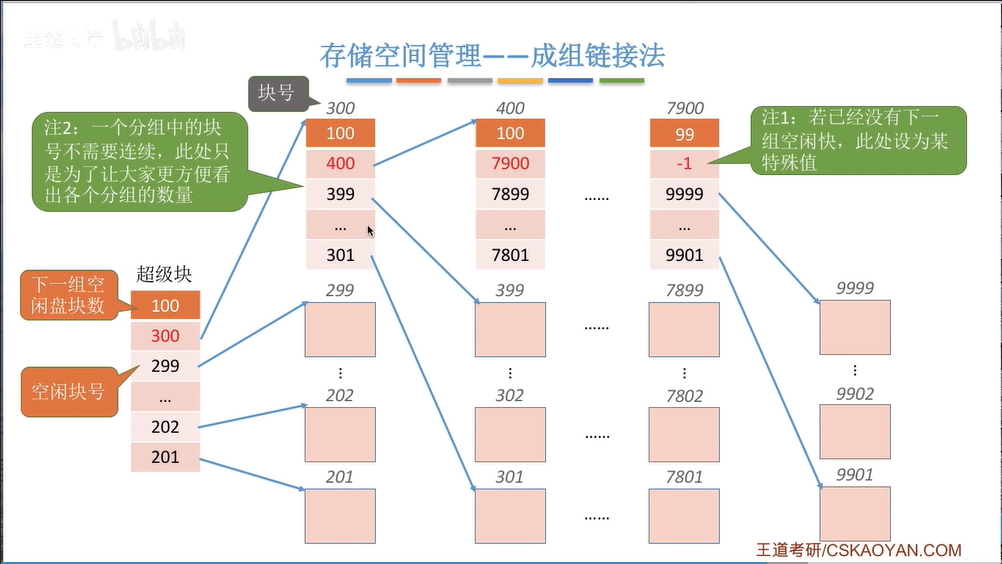 王道考研 bilibili
存储空间管理——成组链接法
块号
300
400
7900
注2：一个分组中的块
号不需要连续，此处只
是为了让大家更方便看
出各个分组的数量
100
400
399
...
301
100
7900
7899
...
7801
......
99
-1
9999
...
9901
注1：若已经没有下一
组空闲快，此处设为某
特殊值
超级块
下一组空
闲盘块数
空闲块号
100
300
299
...
202
201
299
399
......
7899
9999
202
302
......
7802
9902
201
301
......
7801
9901
王道考研/CSKAOYAN.COM